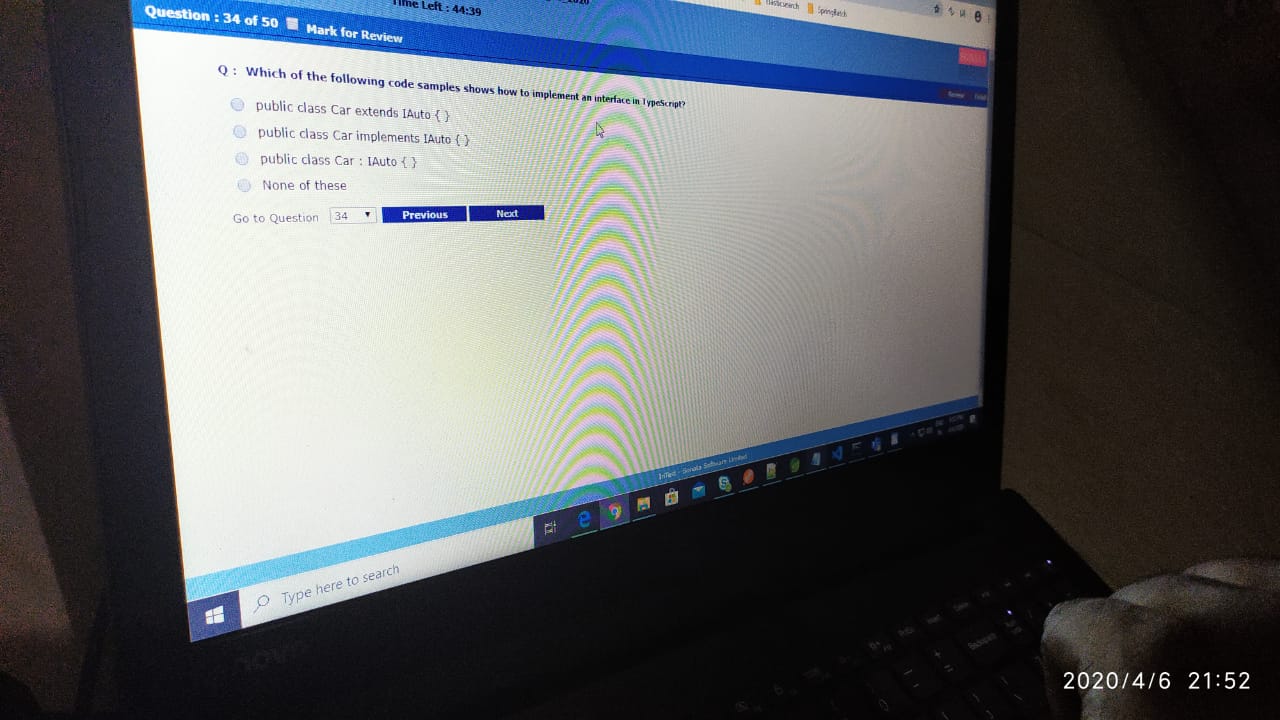 Time Left : 44:39
Question : 34 of 50 Mark for Review
Q : Which of the following code samples shows how to implement an interface in TypeScript?
public class Car extends IAuto { }
public class Car implements IAuto { }
public class Car : IAuto { }
None of these
Go to Question 34 Previous Next
InTest - Sonata Software Limited
Type here to search
2020/4/6 21:52